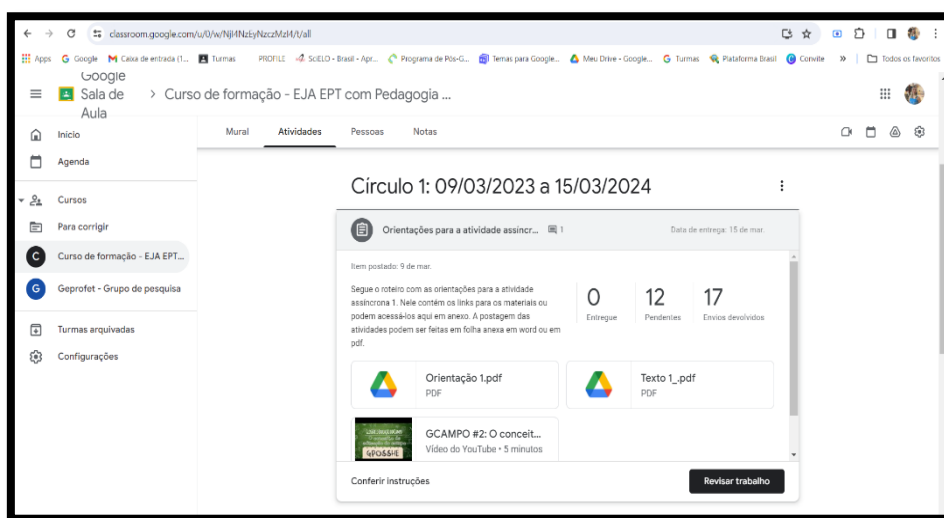 classroom.google.com/u/0/w/NjI4NzEyNzczMzI4/t/all
Apps Google Caixa de entrada (1... Turmas PROFILE SciELO - Brasil - Apr... Programa de Pós-G... Temas para Google... Meu Drive - Google... Turmas Plataforma Brasil Convite » Todos os favoritos
Google
Sala de
Aula
> Curso de formação - EJA EPT com Pedagogia ...
Início
Agenda
Cursos
Para corrigir
C Curso de formação - EJA EPT...
G Geprofet - Grupo de pesquisa
Turmas arquivadas
Configurações
Mural Atividades Pessoas Notas
Círculo 1: 09/03/2023 a 15/03/2024
Orientações para a atividade assíncr... 1 Data de entrega: 15 de mar.
Item postado: 9 de mar.
Segue o roteiro com as orientações para a atividade
assíncrona 1. Nele contém os links para os materiais ou
podem acessá-los aqui em anexo. A postagem das
atividades podem ser feitas em folha anexa em word ou em
pdf.
0 12 17
Entregue Pendentes Envios devolvidos
Orientação 1.pdf
PDF
Texto 1_.pdf
PDF
GCAMPO #2: O conceit...
Vídeo do YouTube • 5 minutos
GPOSSHE
Conferir instruções Revisar trabalho